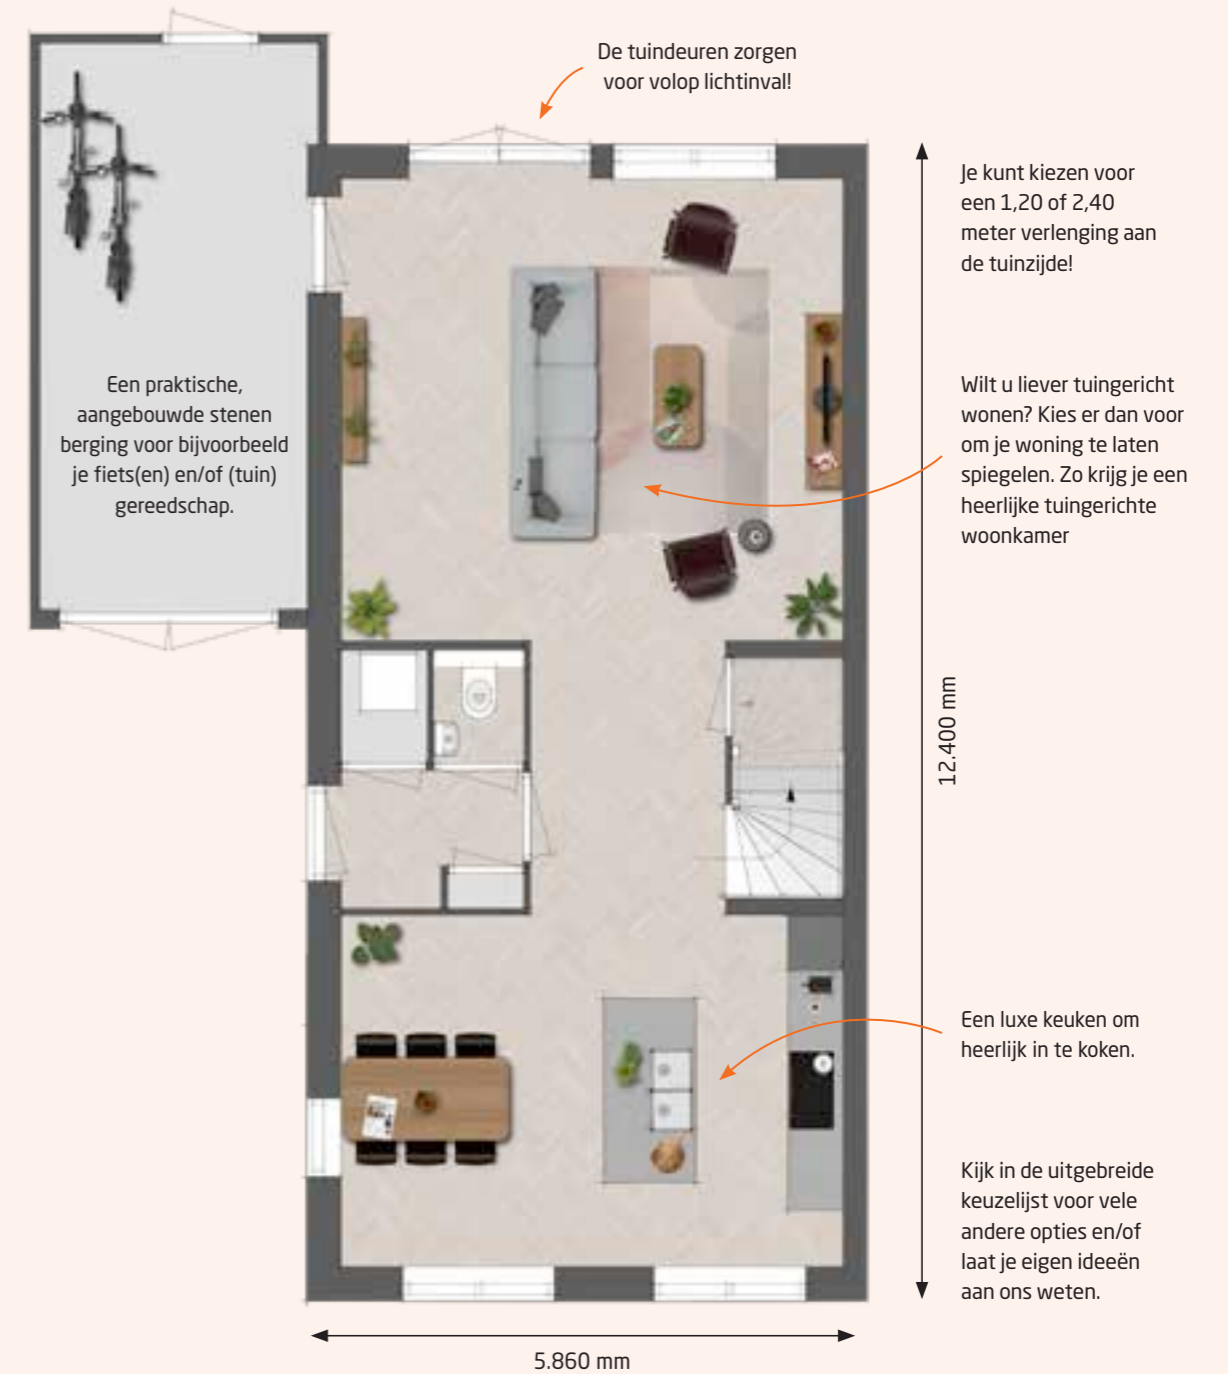 De tuindeuren zorgen
voor volop lichtinval!
Je kunt kiezen voor
een 1,20 of 2,40
meter verlenging aan
de tuinzijde!
Een praktische,
aangebouwde stenen
berging voor bijvoorbeeld
je fiets(en) en/of (tuin)
gereedschap.
Wilt u liever tuingericht
wonen? Kies er dan voor
om je woning te laten
spiegelen. Zo krijg je een
heerlijke tuingerichte
woonkamer
12.400 mm
Een luxe keuken om
heerlijk in te koken.
Kijk in de uitgebreide
keuzelijst voor vele
andere opties en/of
laat je eigen ideeën
aan ons weten.
5.860 mm